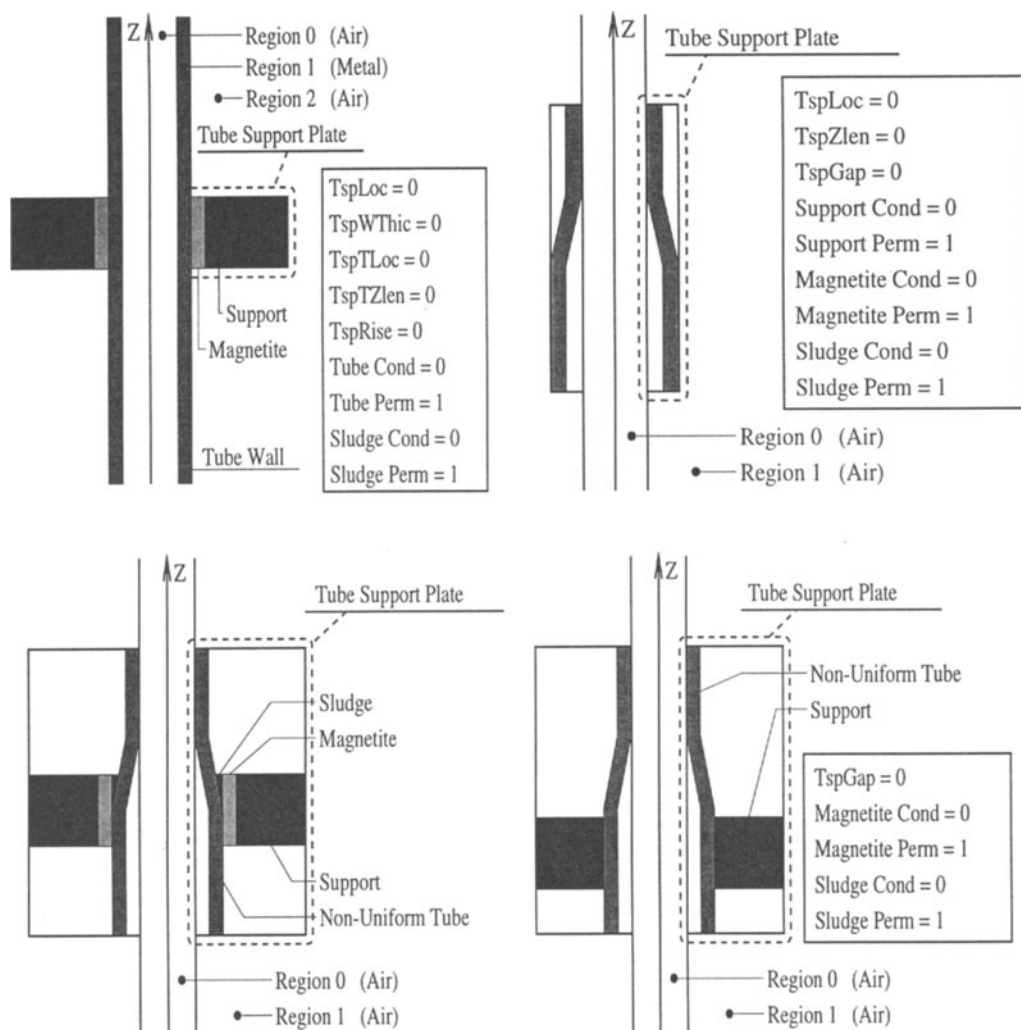 Z
Region 0 (Air)
Region 1 (Metal)
Region 2 (Air)
Tube Support Plate
TspLoc = 0
TspWThic = 0
TspTLoc = 0
TspTZlen = 0
TspRise = 0
Tube Cond = 0
Tube Perm = 1
Sludge Cond = 0
Sludge Perm = 1
Support
Magnetite
Tube Wall
Z
Tube Support Plate
TspLoc = 0
TspZlen = 0
TspGap = 0
Support Cond = 0
Support Perm = 1
Magnetite Cond = 0
Magnetite Perm = 1
Sludge Cond = 0
Sludge Perm = 1
Region 0 (Air)
Region 1 (Air)
Z
Tube Support Plate
Sludge
Magnetite
Support
Non-Uniform Tube
Region 0 (Air)
Region 1 (Air)
Z
Tube Support Plate
Non-Uniform Tube
Support
TspGap = 0
Magnetite Cond = 0
Magnetite Perm = 1
Sludge Cond = 0
Sludge Perm = 1
Region 0 (Air)
Region 1 (Air)